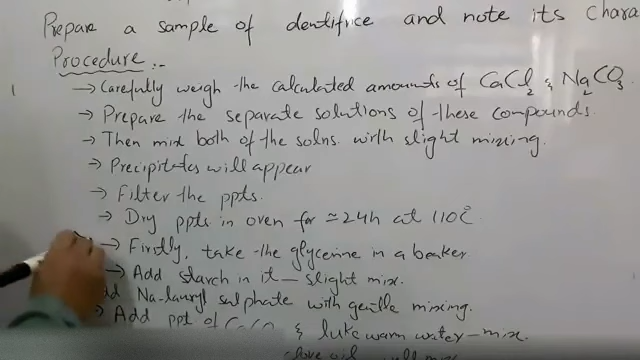 Prepare a sample of dentifrice and note its chara
Procedure :-
→ Carefully weigh the calculated amounts of CaCl2 & Na2CO3.
→ Prepare the separate solutions of these compounds.
→ Then mix both of the solns. with slight mixing.
→ Precipitates will appear
→ Filter the ppts.
→ Dry ppts in oven for ≃ 24h at 110°C
→ Firstly, take the glycerine in a beaker
→ Add starch in it - slight mix.
Na-lauryl sulphate with gentle mixing.
→ Add ppt of CaCO & luke warm water - mix
clove oil